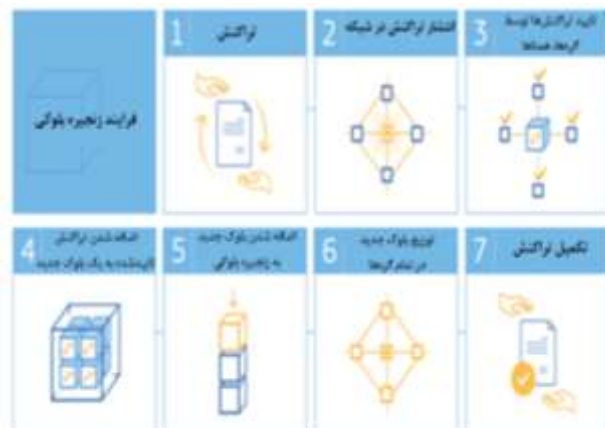 فرایند زنجیره بلوکی
1
تراکنش
2
انتشار تراکنش در شبکه
3
تایید تراکنش‌ها توسط
گره‌ها، همتاها
4
اضافه شدن تراکنش
تاییدشده به یک بلوک جدید
5
اضافه شدن بلوک جدید
به زنجیره بلوکی
6
توزیع بلوک جدید
در تمام گره‌ها
7
تکمیل تراکنش